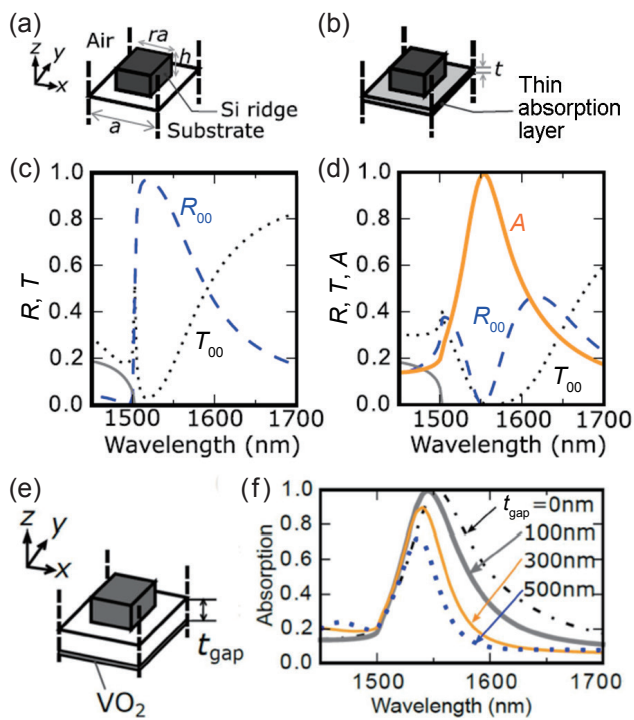 (a)
z
y
x
Air
ra
h
Si ridge
a
Substrate
(b)
t
Thin
absorption
layer
(c)
R, T
1.0
0.8
0.6
0.4
0.2
0.0
R00
T00
1500 1600 1700
Wavelength (nm)
(d)
R, T, A
1.0
0.8
0.6
0.4
0.2
0.0
A
R00
T00
1500 1600 1700
Wavelength (nm)
(e)
z
y
x
tgap
VO2
(f)
Absorption
1.0
0.8
0.6
0.4
0.2
0.0
tgap=0nm
100nm
300nm
500nm
1500 1600 1700
Wavelength (nm)